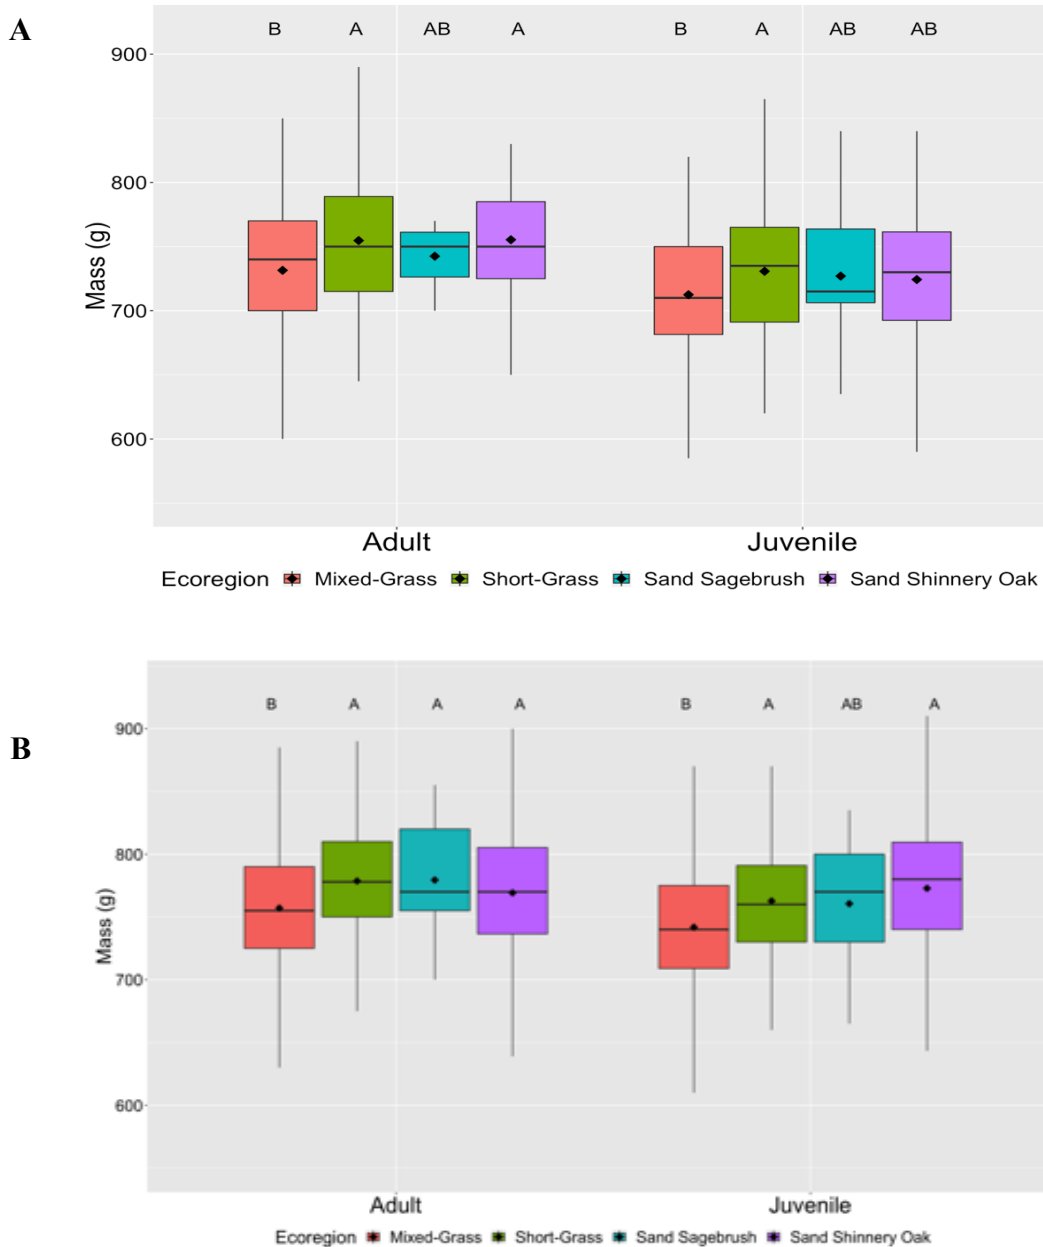 A
B A AB A B A AB AB
900
800
700
600
Mass (g)
Adult Juvenile
Ecoregion Mixed-Grass Short-Grass Sand Sagebrush Sand Shinnery Oak
B
B A A A B A AB A
900
800
700
600
Mass (g)
Adult Juvenile
Ecoregion Mixed-Grass Short-Grass Sand Sagebrush Sand Shinnery Oak